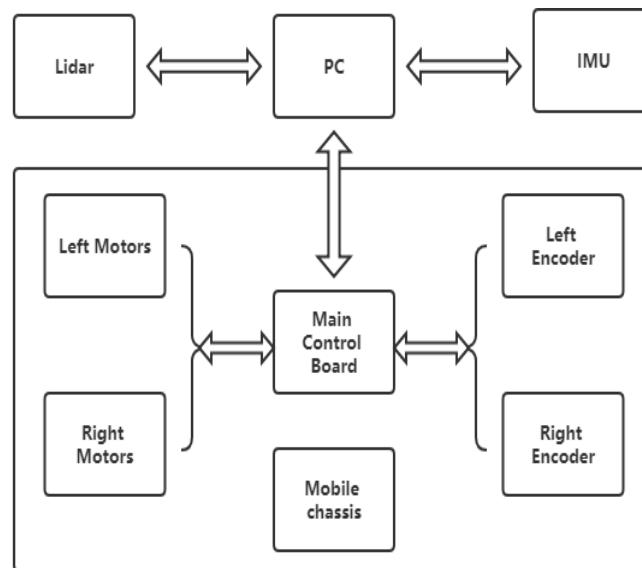 Lidar
PC
IMU
Left Motors
Left
Encoder
Main
Control
Board
Right
Motors
Right
Encoder
Mobile
chassis